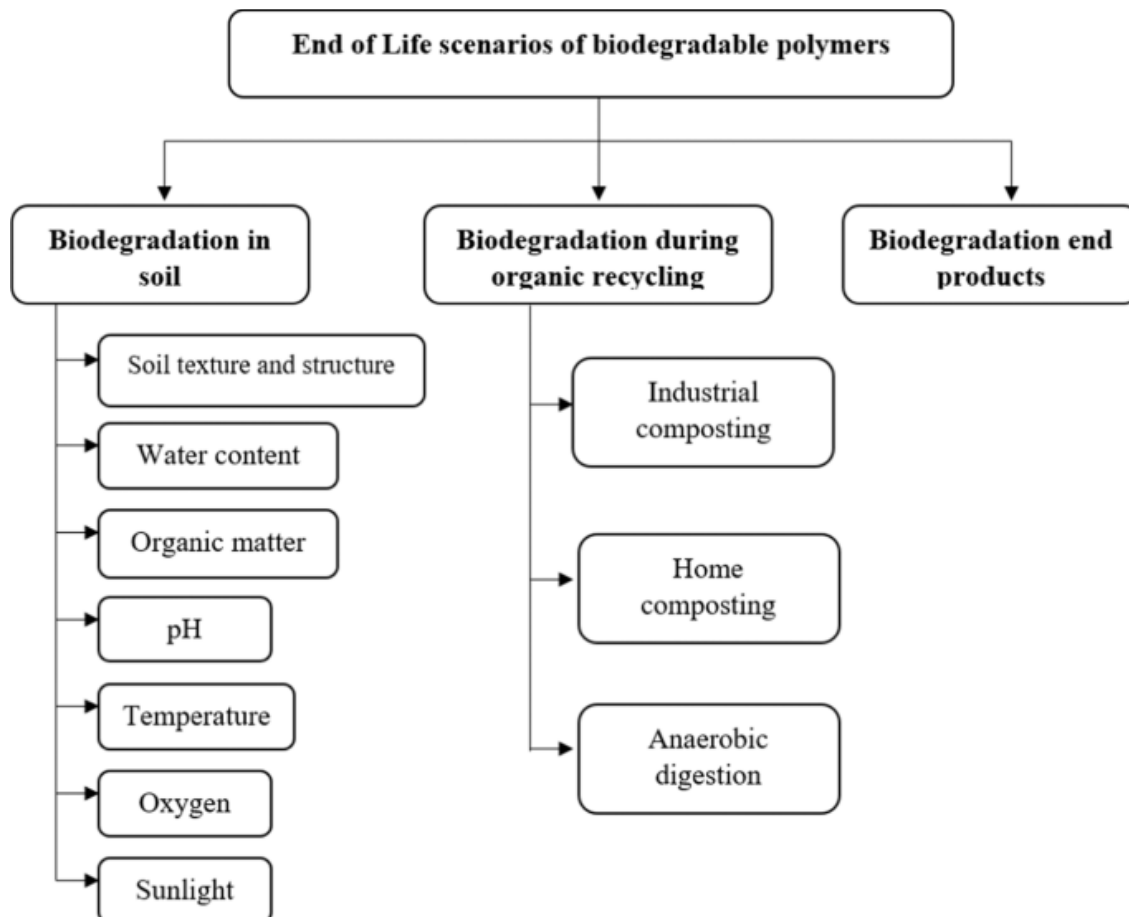 End of Life scenarios of biodegradable polymers
Biodegradation in
soil
Soil texture and structure
Water content
Organic matter
pH
Temperature
Oxygen
Sunlight
Biodegradation during
organic recycling
Industrial
composting
Home
composting
Anaerobic
digestion
Biodegradation end
products